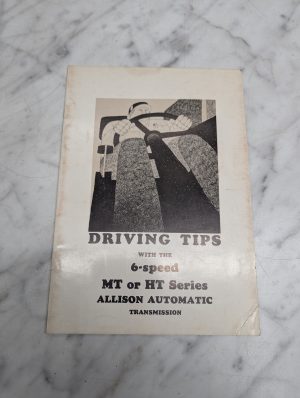 DRIVING TIPS
WITH THE
6-speed
MT or HT Series
ALLISON AUTOMATIC
TRANSMISSION